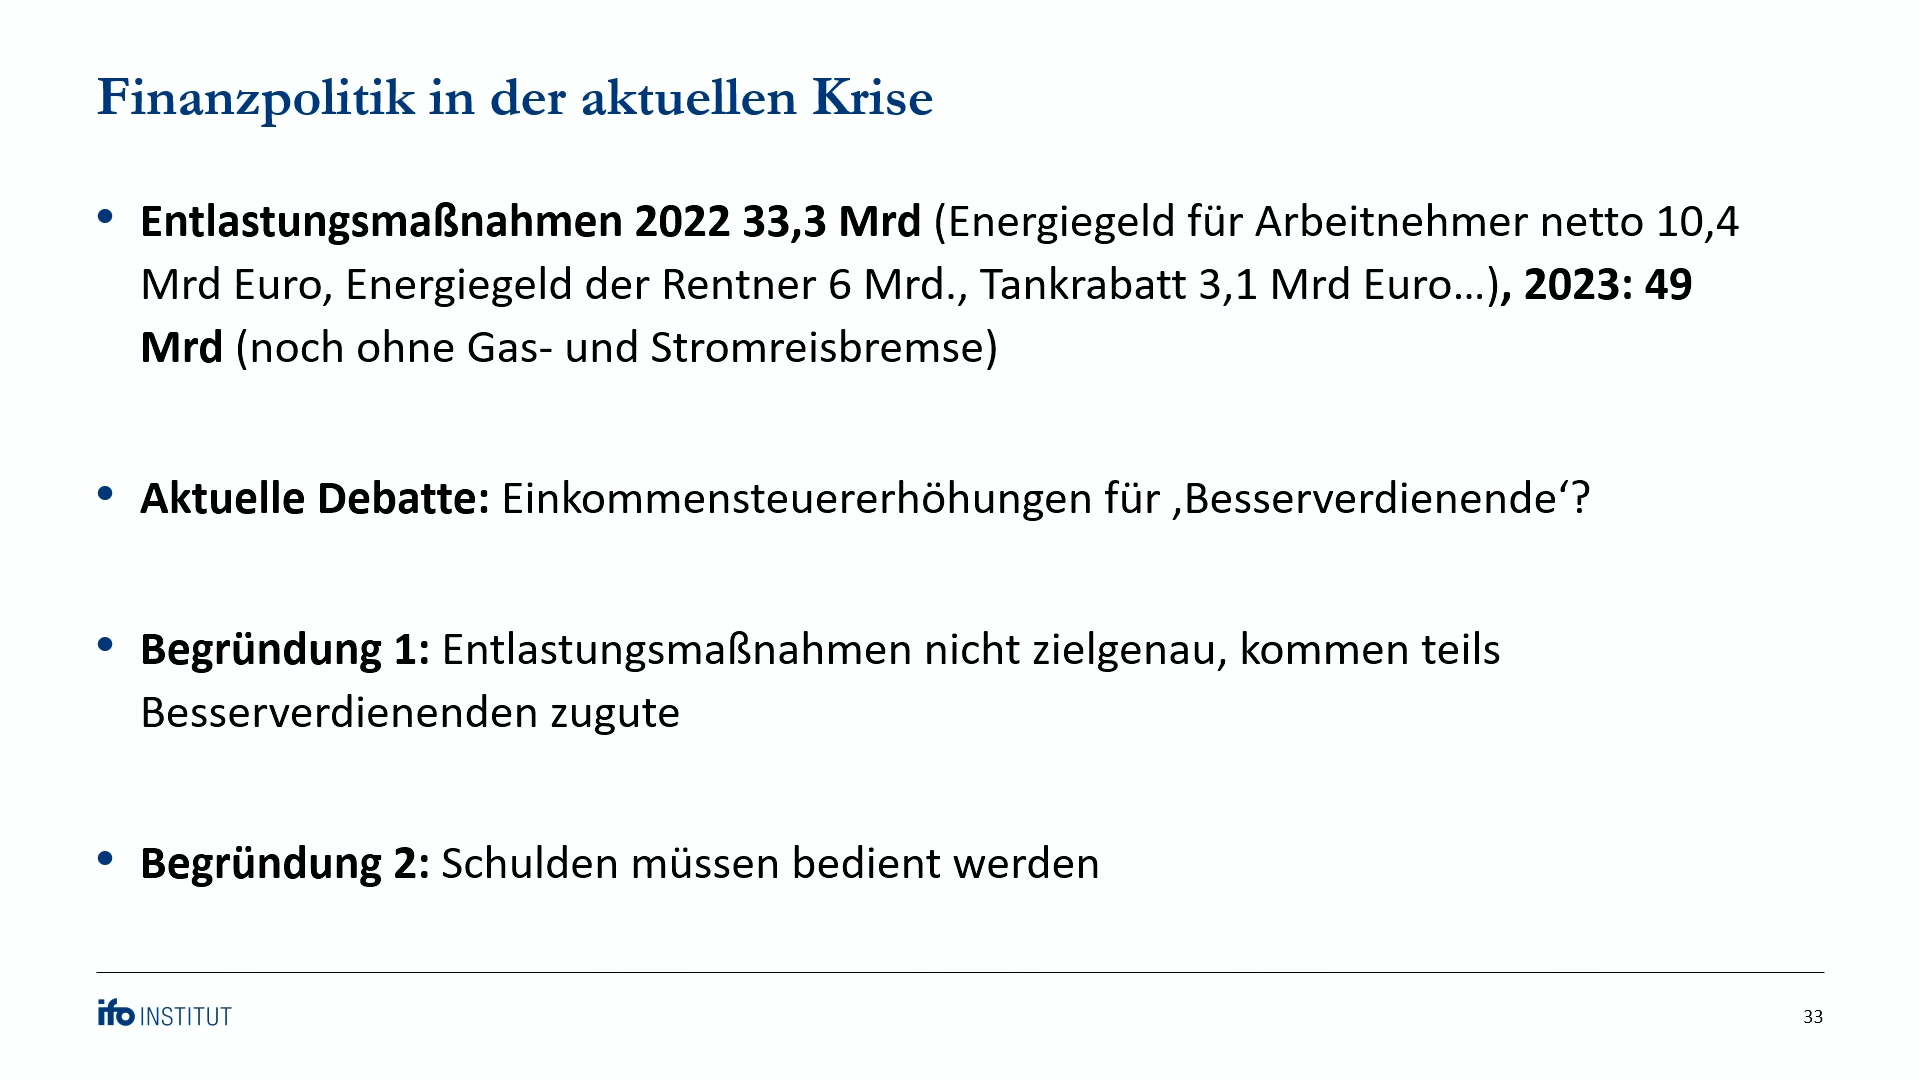 Finanzpolitik in der aktuellen Krise
• Entlastungsmaßnahmen 2022 33,3 Mrd (Energiegeld für Arbeitnehmer netto 10,4
Mrd Euro, Energiegeld der Rentner 6 Mrd., Tankrabatt 3,1 Mrd Euro…), 2023: 49
Mrd (noch ohne Gas- und Stromreisbremse)
• Aktuelle Debatte: Einkommensteuererhöhungen für ‚Besserverdienende‘?
• Begründung 1: Entlastungsmaßnahmen nicht zielgenau, kommen teils
Besserverdienenden zugute
• Begründung 2: Schulden müssen bedient werden
ifo INSTITUT
33